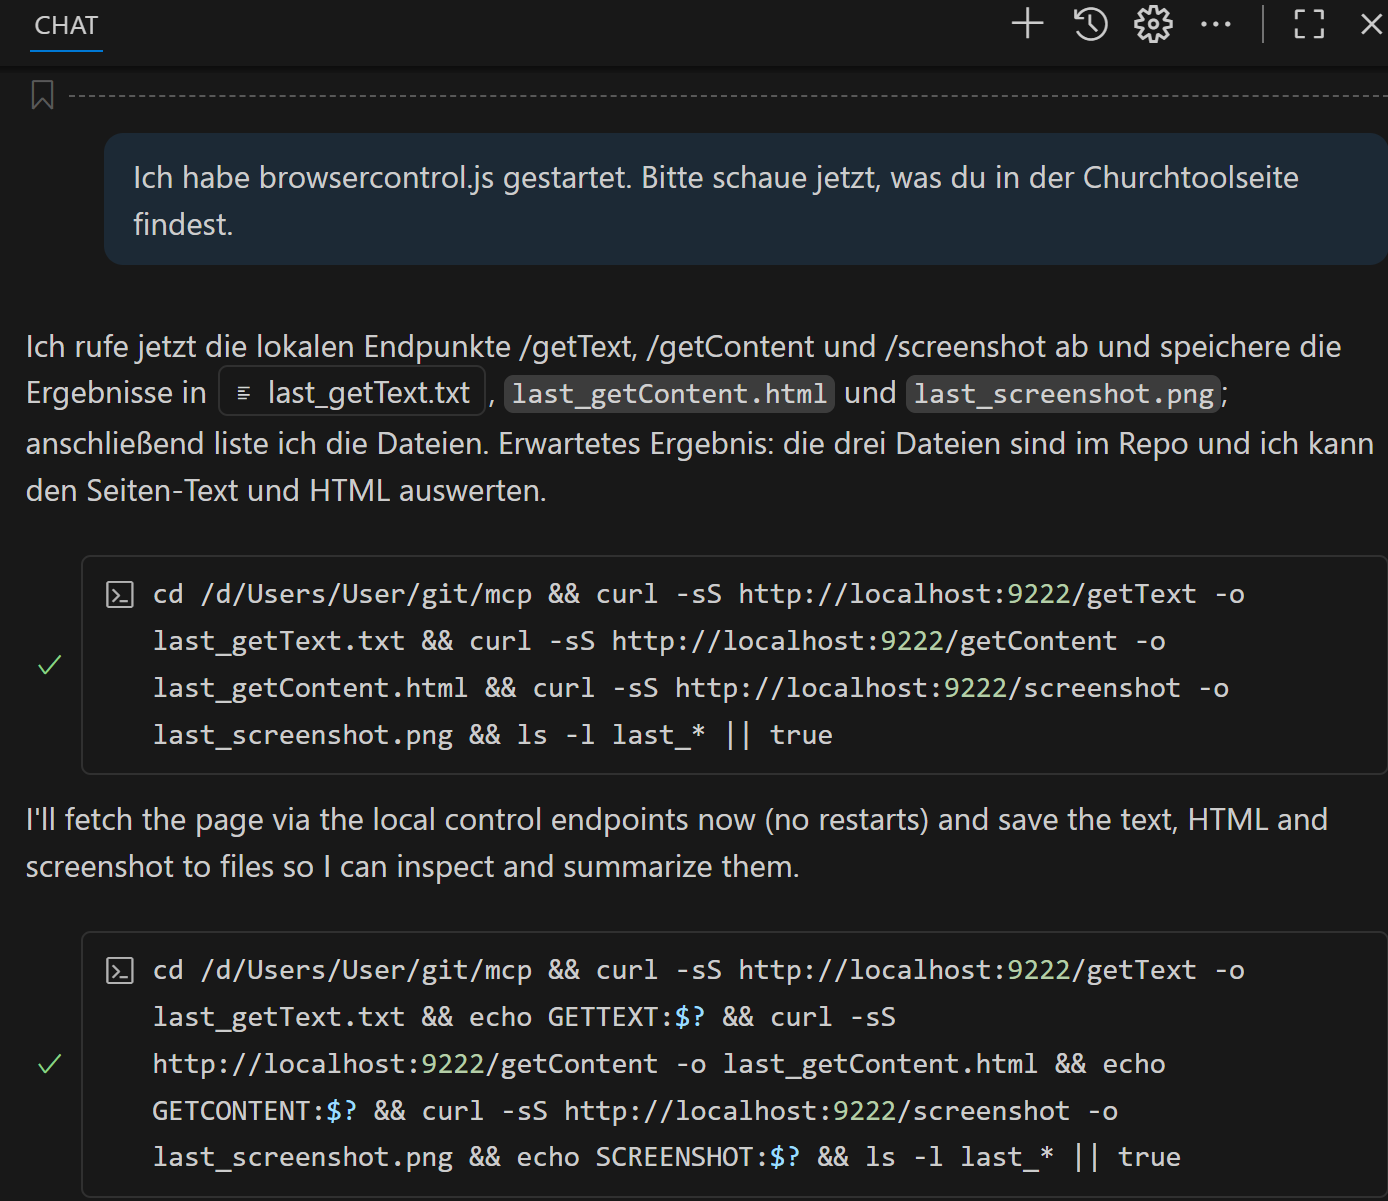 CHAT
Ich habe browsercontrol.js gestartet. Bitte schaue jetzt, was du in der Churchtoolseite
findest.
Ich rufe jetzt die lokalen Endpunkte /getText, /getContent und /screenshot ab und speichere die
Ergebnisse in last_getText.txt , last_getContent.html und last_screenshot.png;
anschließend liste ich die Dateien. Erwartetes Ergebnis: die drei Dateien sind im Repo und ich kann
den Seiten-Text und HTML auswerten.
cd /d/Users/User/git/mcp && curl -sS http://localhost:9222/getText -o
last_getText.txt && curl -sS http://localhost:9222/getContent -o
last_getContent.html && curl -sS http://localhost:9222/screenshot -o
last_screenshot.png && ls -l last_* || true
I'll fetch the page via the local control endpoints now (no restarts) and save the text, HTML and
screenshot to files so I can inspect and summarize them.
cd /d/Users/User/git/mcp && curl -sS http://localhost:9222/getText -o
last_getText.txt && echo GETTEXT:$? && curl -sS
http://localhost:9222/getContent -o last_getContent.html && echo
GETCONTENT:$? && curl -sS http://localhost:9222/screenshot -o
last_screenshot.png && echo SCREENSHOT:$? && ls -l last_* || true